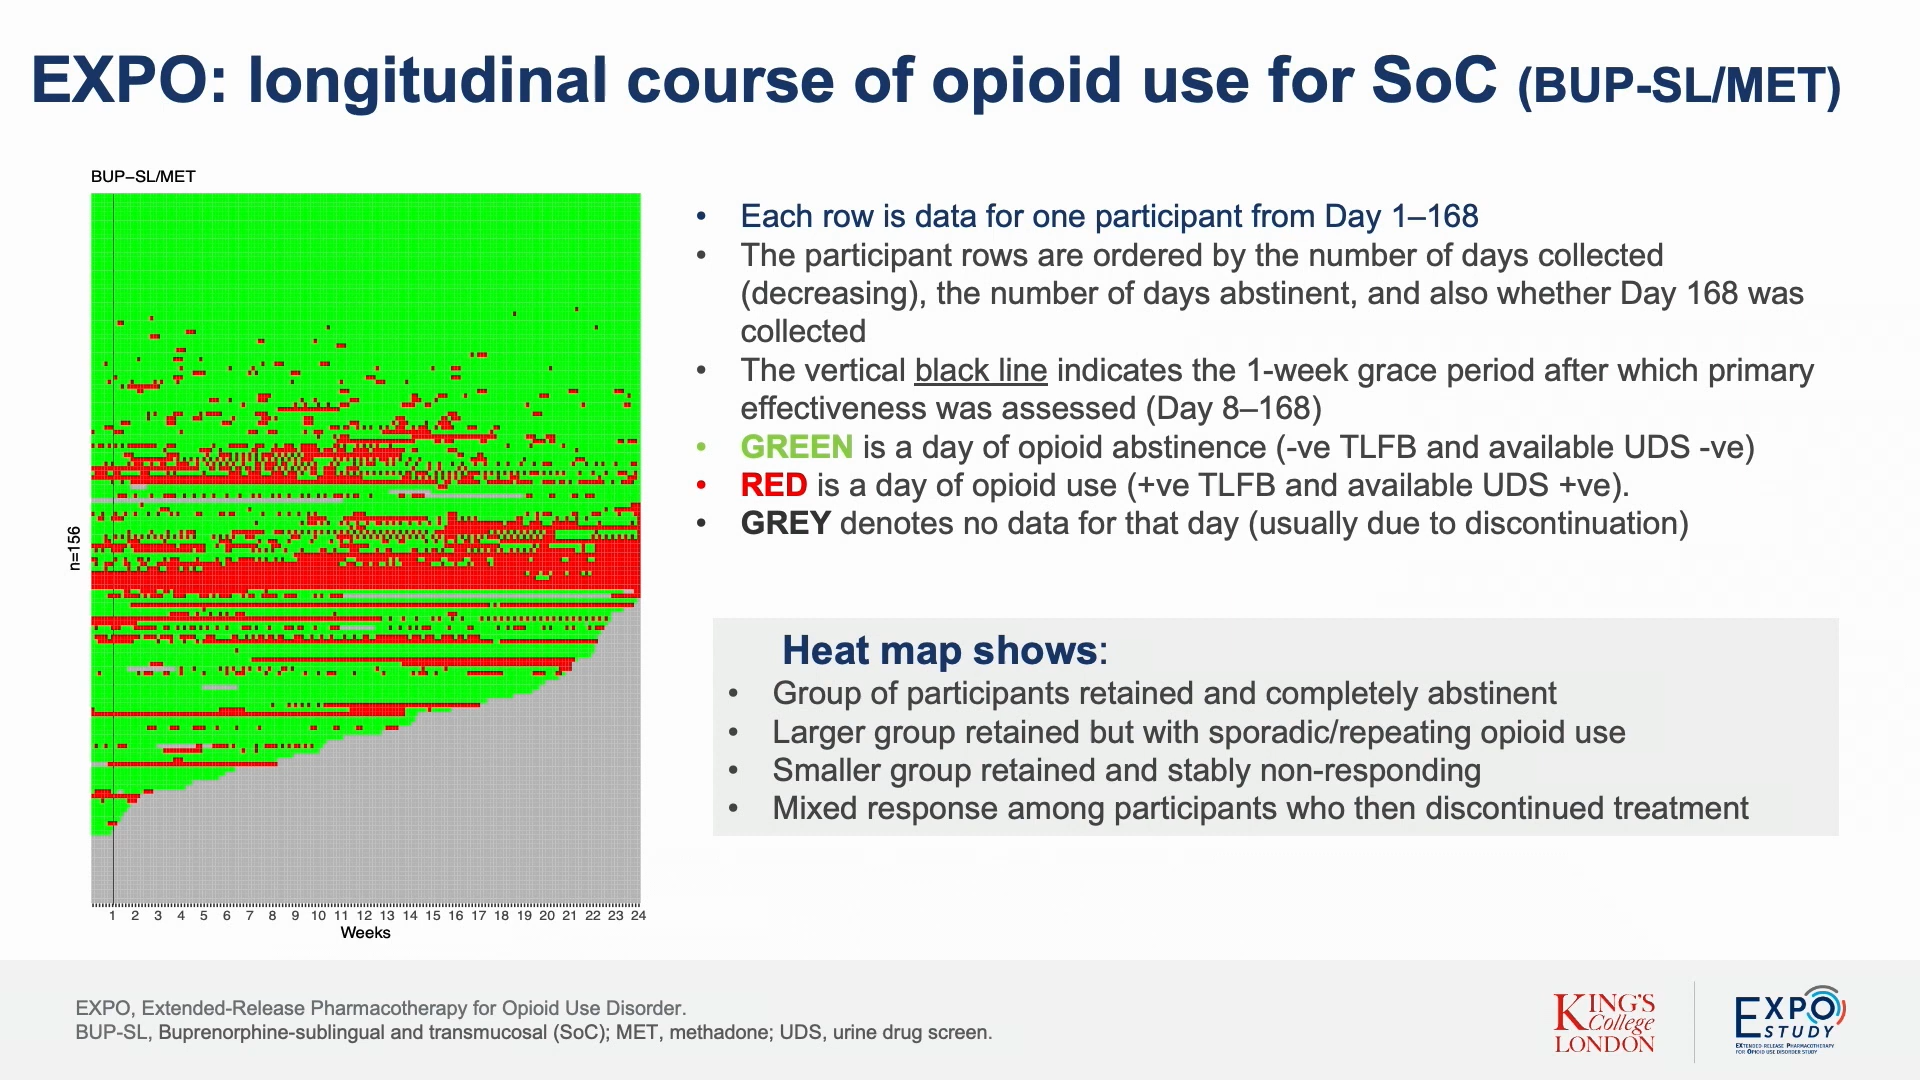 EXPO: longitudinal course of opioid use for SoC (BUP-SL/MET)
BUP–SL/MET
n=156
1 2 3 4 5 6 7 8 9 10 11 12 13 14 15 16 17 18 19 20 21 22 23 24
Weeks
• Each row is data for one participant from Day 1–168
• The participant rows are ordered by the number of days collected
(decreasing), the number of days abstinent, and also whether Day 168 was
collected
• The vertical black line indicates the 1-week grace period after which primary
effectiveness was assessed (Day 8–168)
• GREEN is a day of opioid abstinence (-ve TLFB and available UDS -ve)
• RED is a day of opioid use (+ve TLFB and available UDS +ve).
• GREY denotes no data for that day (usually due to discontinuation)
Heat map shows:
• Group of participants retained and completely abstinent
• Larger group retained but with sporadic/repeating opioid use
• Smaller group retained and stably non-responding
• Mixed response among participants who then discontinued treatment
EXPO, Extended-Release Pharmacotherapy for Opioid Use Disorder.
BUP-SL, Buprenorphine-sublingual and transmucosal (SoC); MET, methadone; UDS, urine drug screen.
KING'S
College
LONDON
EXPO
STUDY
EXTENDED-RELEASE PHARMACOTHERAPY
FOR OPIOID USE DISORDER STUDY